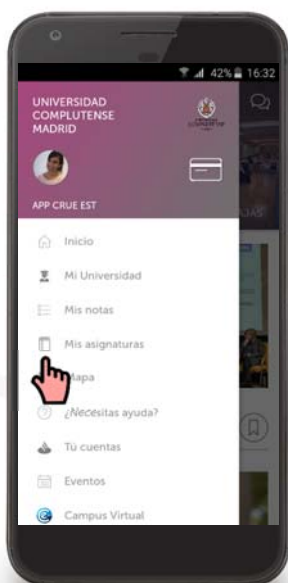 42% 16:32
UNIVERSIDAD
COMPLUTENSE
MADRID
APP CRUE EST
Inicio
Mi Universidad
Mis notas
Mis asignaturas
Mapa
¿Necesitas ayuda?
Tú cuentas
Eventos
Campus Virtual